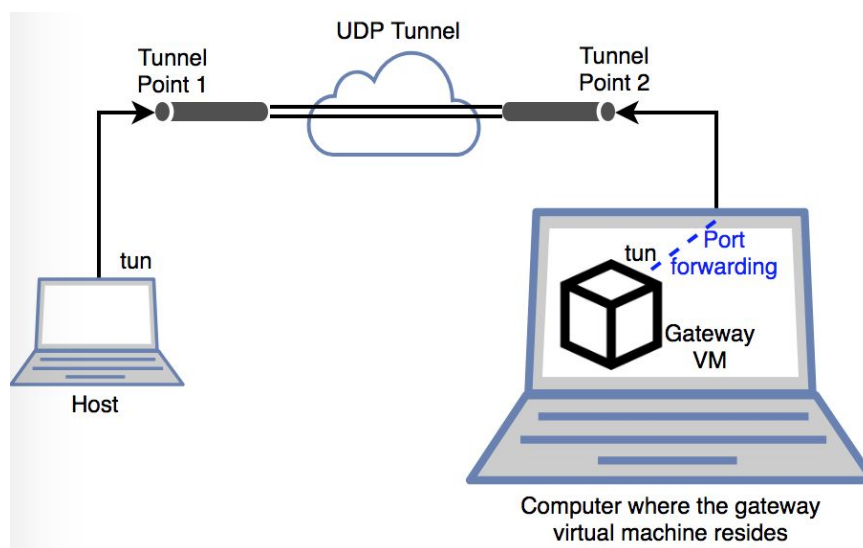 UDP Tunnel
Tunnel
Point 1
Tunnel
Point 2
tun
Host
tun
Port
forwarding
Gateway
VM
Computer where the gateway
virtual machine resides